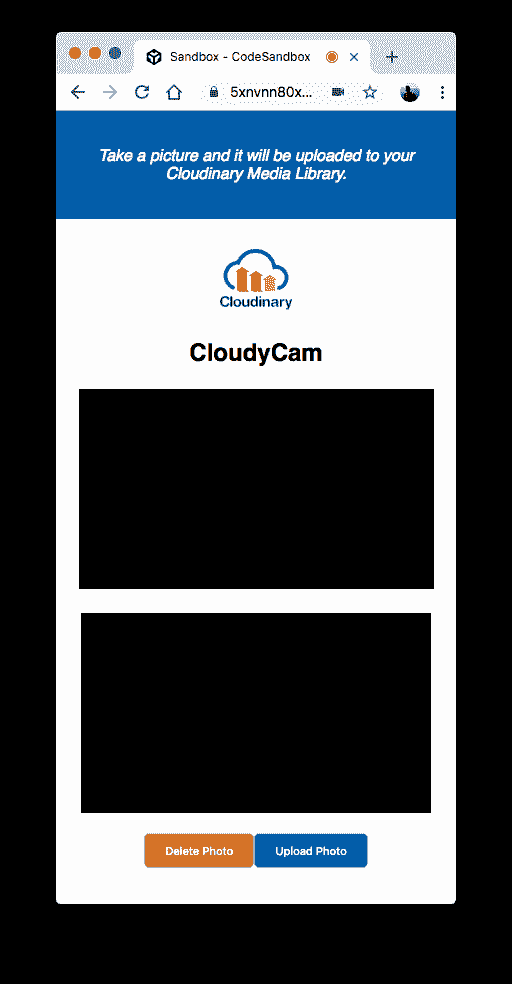 Sandbox - CodeSandbox
5xnvnn80x...
Take a picture and it will be uploaded to your
Cloudinary Media Library.
Cloudinary
CloudyCam
Delete Photo Upload Photo